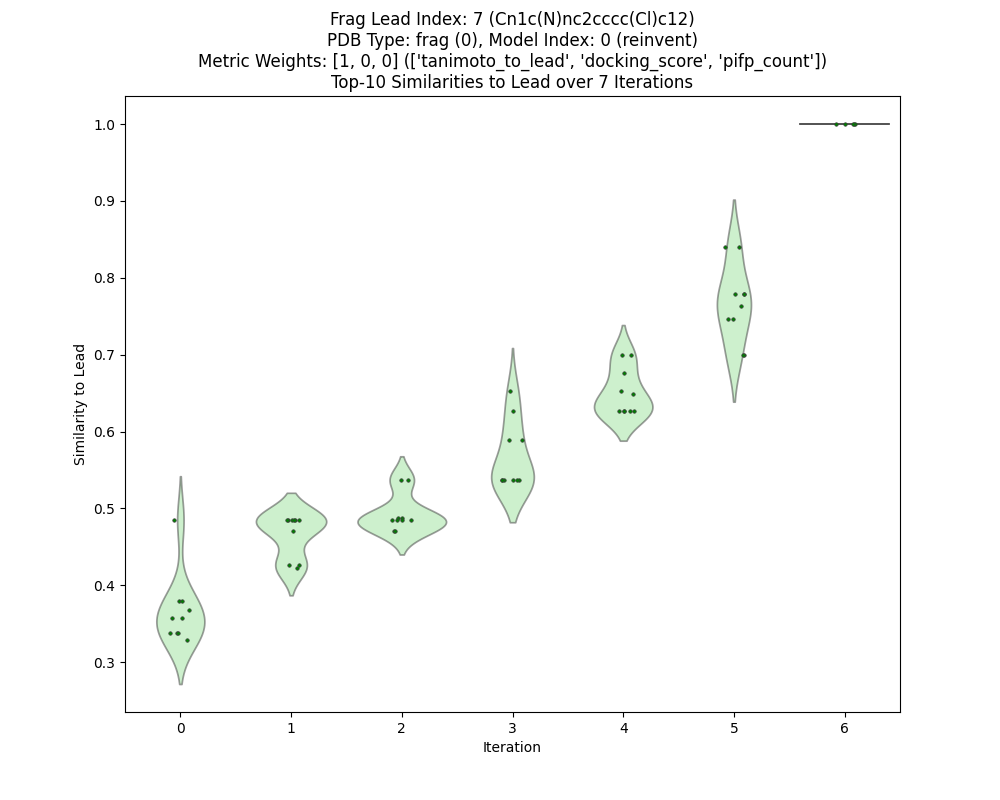 Frag Lead Index: 7 (Cn1c(N)nc2cccc(Cl)c12)
PDB Type: frag (0), Model Index: 0 (reinvent)
Metric Weights: [1, 0, 0] (['tanimoto_to_lead', 'docking_score', 'pifp_count'])
Top-10 Similarities to Lead over 7 Iterations
1.0
0.9
0.8
0.7
0.6
0.5
0.4
0.3
Similarity to Lead
0 1 2 3 4 5 6
Iteration